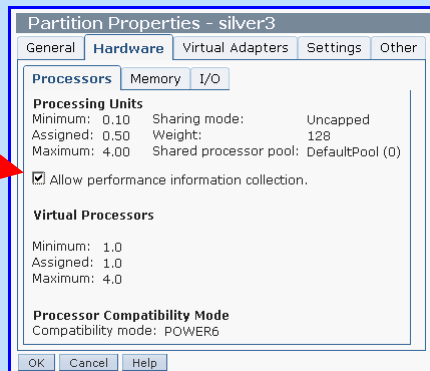 Partition Properties - silver3
General Hardware Virtual Adapters Settings Other
Processors Memory I/O
Processing Units
Minimum: 0.10 Sharing mode: Uncapped
Assigned: 0.50 Weight: 128
Maximum: 4.00 Shared processor pool: DefaultPool (0)
Allow performance information collection.
Virtual Processors
Minimum: 1.0
Assigned: 1.0
Maximum: 4.0
Processor Compatibility Mode
Compatibility mode: POWER6
OK Cancel Help